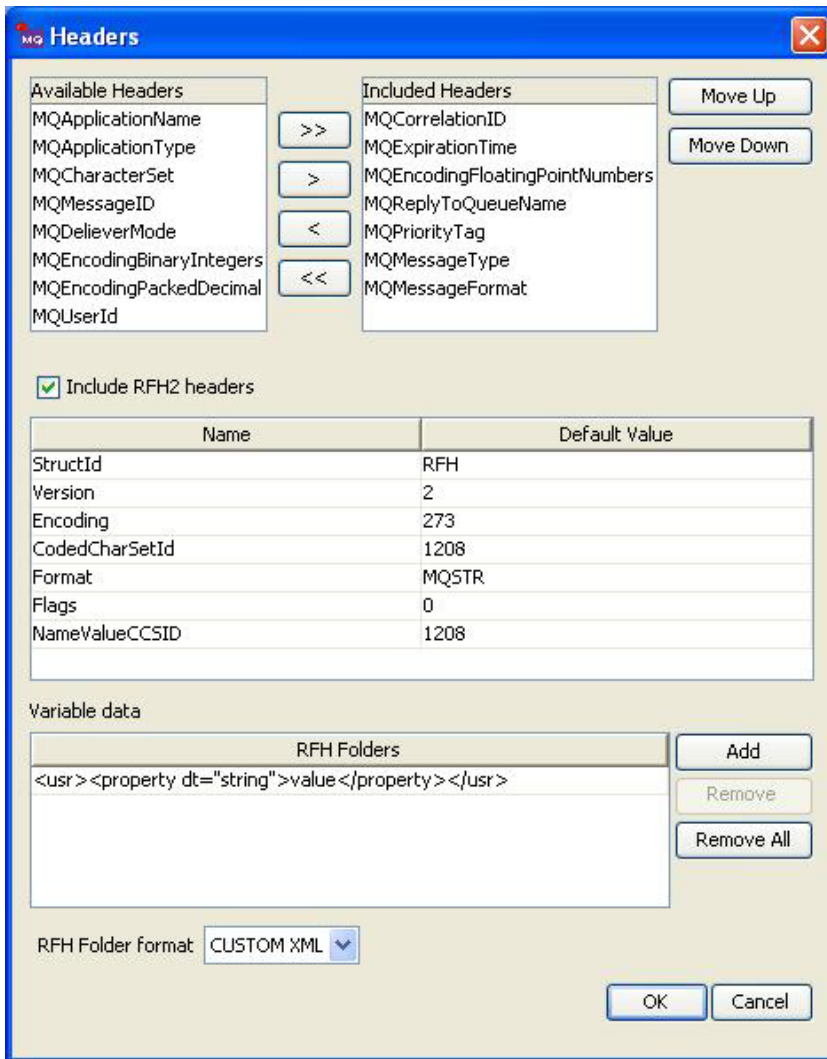 MQ Headers
Available Headers
MQApplicationName
MQApplicationType
MQCharacterSet
MQMessageID
MQDelieverMode
MQEncodingBinaryIntegers
MQEncodingPackedDecimal
MQUserId
>>
>
<
<<
Included Headers
MQCorrelationID
MQExpirationTime
MQEncodingFloatingPointNumbers
MQReplyToQueueName
MQPriorityTag
MQMessageType
MQMessageFormat
Move Up
Move Down
Include RFH2 headers
Name Default Value
StructId RFH
Version 2
Encoding 273
CodedCharSetId 1208
Format MQSTR
Flags 0
NameValueCCSID 1208
Variable data
RFH Folders
<usr><property dt="string">value</property></usr>
Add
Remove
Remove All
RFH Folder format CUSTOM XML
OK Cancel